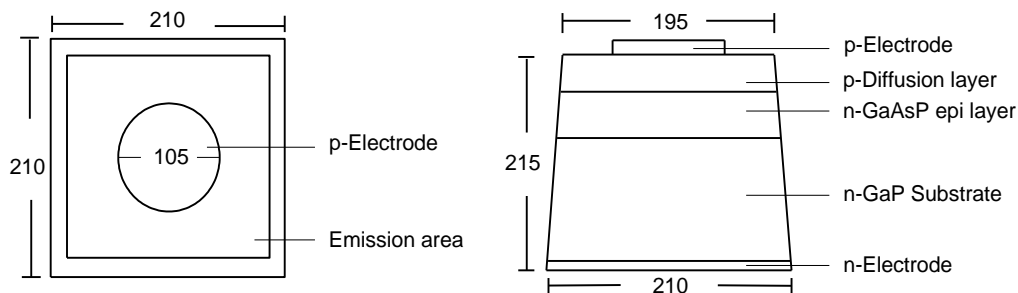 210
210
105
p-Electrode
Emission area
195
215
210
p-Electrode
p-Diffusion layer
n-GaAsP epi layer
n-GaP Substrate
n-Electrode